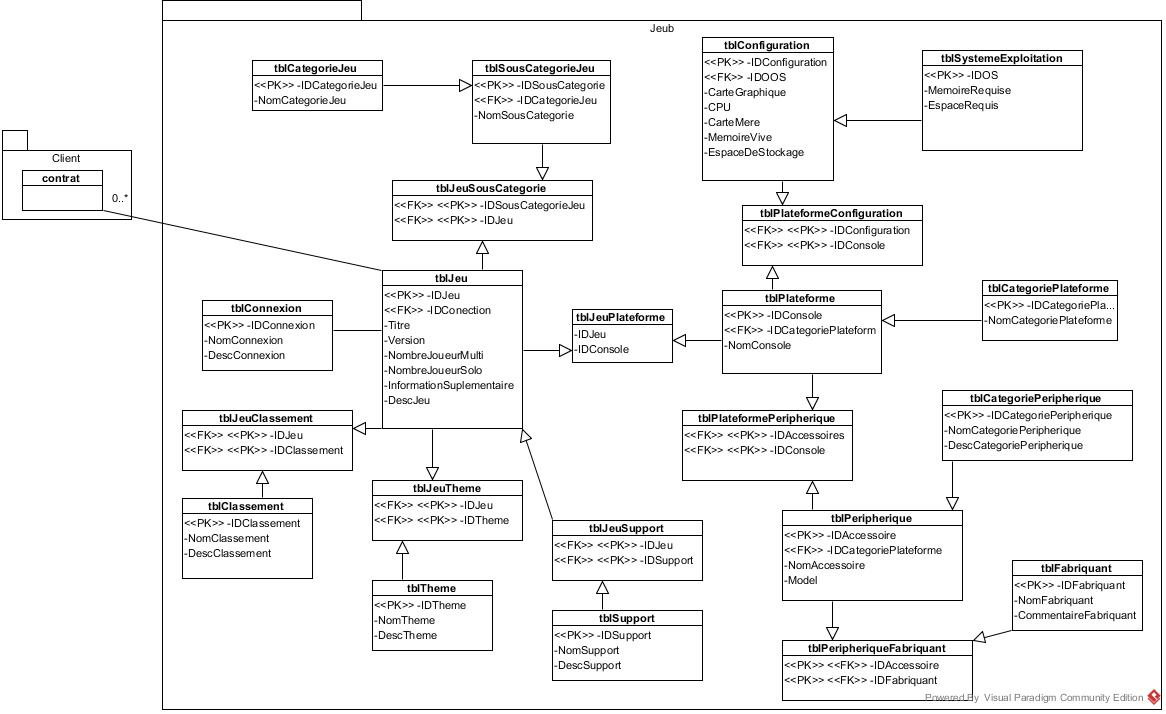 Jeub
tblCategorieJeu
<<PK>> -IDCategorieJeu
-NomCategorieJeu
tblSousCategorieJeu
<<PK>> -IDSousCategorie
<<FK>> -IDCategorieJeu
-NomSousCategorie
tblConfiguration
<<PK>> -IDConfiguration
<<FK>> -IDOOS
-CarteGraphique
-CPU
-CarteMere
-MemoireVive
-EspaceDeStockage
tblSystemeExploitation
<<PK>> -IDOS
-MemoireRequise
-EspaceRequis
Client
contrat
0..*
tblJeuSousCategorie
<<FK>> <<PK>> -IDSousCategorieJeu
<<FK>> <<PK>> -IDJeu
tblPlateformeConfiguration
<<FK>> <<PK>> -IDConfiguration
<<FK>> <<PK>> -IDConsole
tblJeu
<<PK>> -IDJeu
<<FK>> -IDConection
-Titre
-Version
-NombreJoueurMulti
-NombreJoueurSolo
-InformationSuplementaire
-DescJeu
tblConnexion
<<PK>> -IDConnexion
-NomConnexion
-DescConnexion
tblJeuPlateforme
-IDJeu
-IDConsole
tblPlateforme
<<PK>> -IDConsole
<<FK>> -IDCategoriePlateform
-NomConsole
tblCategoriePlateforme
<<PK>> -IDCategoriePla...
-NomCategoriePlateforme
tblJeuClassement
<<FK>> <<PK>> -IDJeu
<<FK>> <<PK>> -IDClassement
tblPlateformePeripherique
<<FK>> <<PK>> -IDAccessoires
<<FK>> <<PK>> -IDConsole
tblCategoriePeripherique
<<PK>> -IDCategoriePeripherique
-NomCategoriePeripherique
-DescCategoriePeripherique
tblClassement
<<PK>> -IDClassement
-NomClassement
-DescClassement
tblJeuTheme
<<FK>> <<PK>> -IDJeu
<<FK>> <<PK>> -IDTheme
tblJeuSupport
<<FK>> <<PK>> -IDJeu
<<FK>> <<PK>> -IDSupport
tblPeripherique
<<PK>> -IDAccessoire
<<FK>> -IDCategoriePlateforme
-NomAccessoire
-Model
tblFabriquant
<<PK>> -IDFabriquant
-NomFabriquant
-CommentaireFabriquant
tblTheme
<<PK>> -IDTheme
-NomTheme
-DescTheme
tblSupport
<<PK>> -IDSupport
-NomSupport
-DescSupport
tblPeripheriqueFabriquant
<<PK>> <<FK>> -IDAccessoire
<<PK>> <<FK>> -IDFabriquant
Powered By Visual Paradigm Community Edition